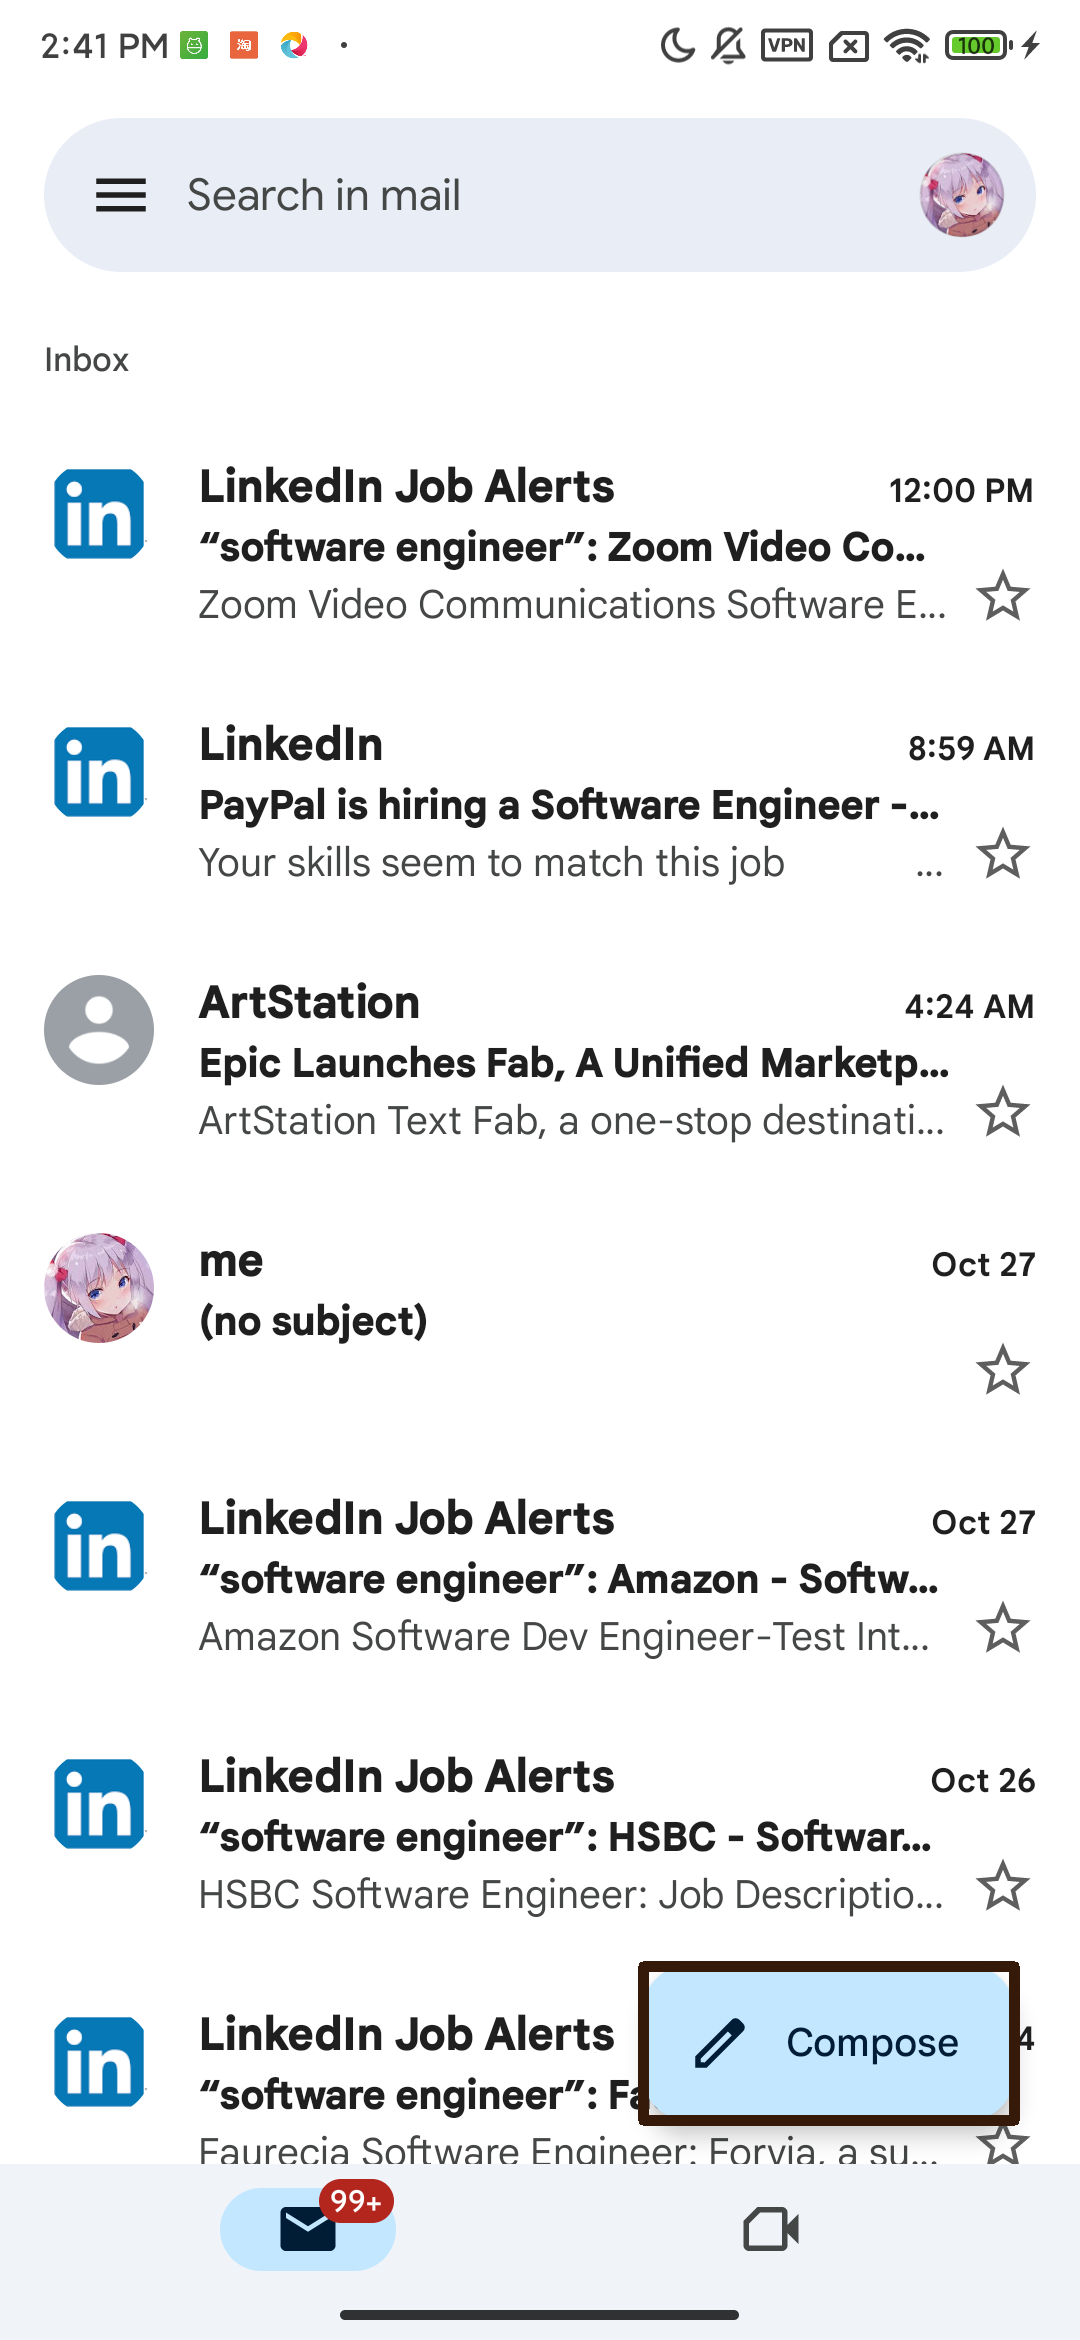 2:41 PM
淘
VPN
100
Search in mail
Inbox
in
LinkedIn Job Alerts
12:00 PM
“software engineer”: Zoom Video Co...
Zoom Video Communications Software E...
in
LinkedIn
8:59 AM
PayPal is hiring a Software Engineer -...
Your skills seem to match this job ...
ArtStation
4:24 AM
Epic Launches Fab, A Unified Marketp...
ArtStation Text Fab, a one-stop destinati...
me
Oct 27
(no subject)
in
LinkedIn Job Alerts
Oct 27
“software engineer”: Amazon - Softw...
Amazon Software Dev Engineer-Test Int...
in
LinkedIn Job Alerts
Oct 26
“software engineer”: HSBC - Softwar...
HSBC Software Engineer: Job Descriptio...
in
LinkedIn Job Alerts
4
“software engineer”: Fa
Compose
Faurecia Software Engineer: Forvia, a su...
99+